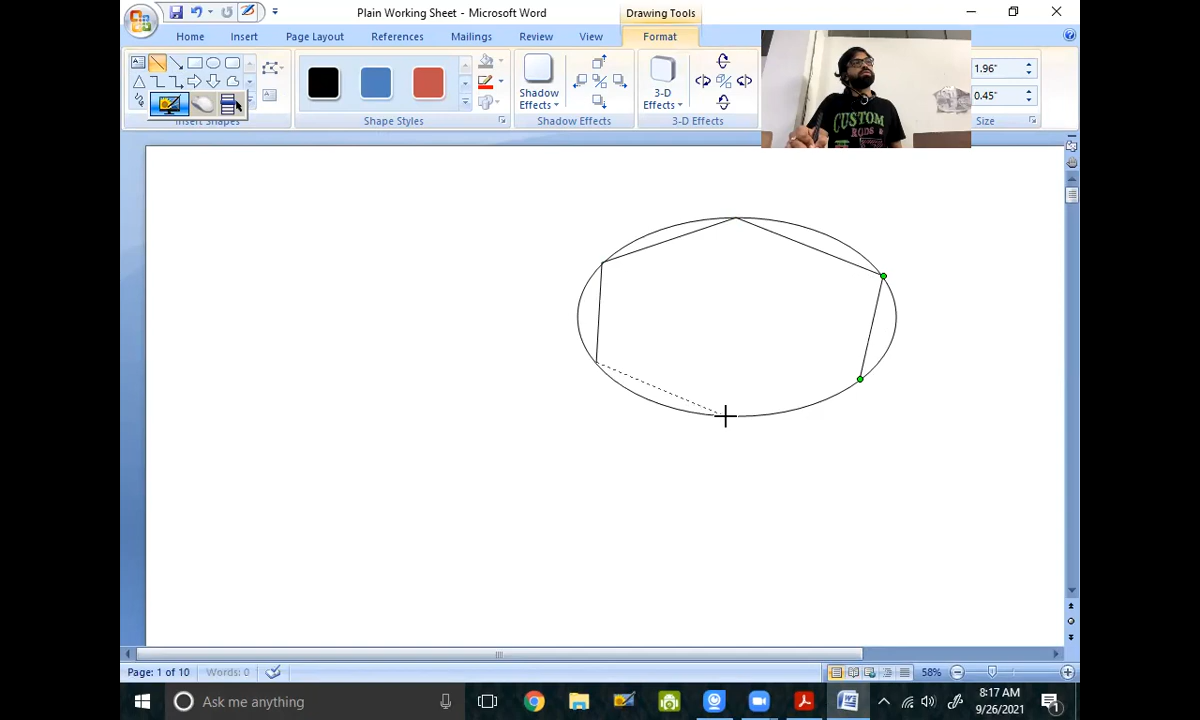 Plain Working Sheet - Microsoft Word
Drawing Tools
Home
Insert
Page Layout
References
Mailings
Review
View
Format
Insert Shapes
Shape Styles
Shadow
Effects
Shadow Effects
3-D
Effects
3-D Effects
CUSTOM
RODS
1.96"
0.45"
Size
Page: 1 of 10
Words: 0
58%
Ask me anything
8:17 AM
9/26/2021
1